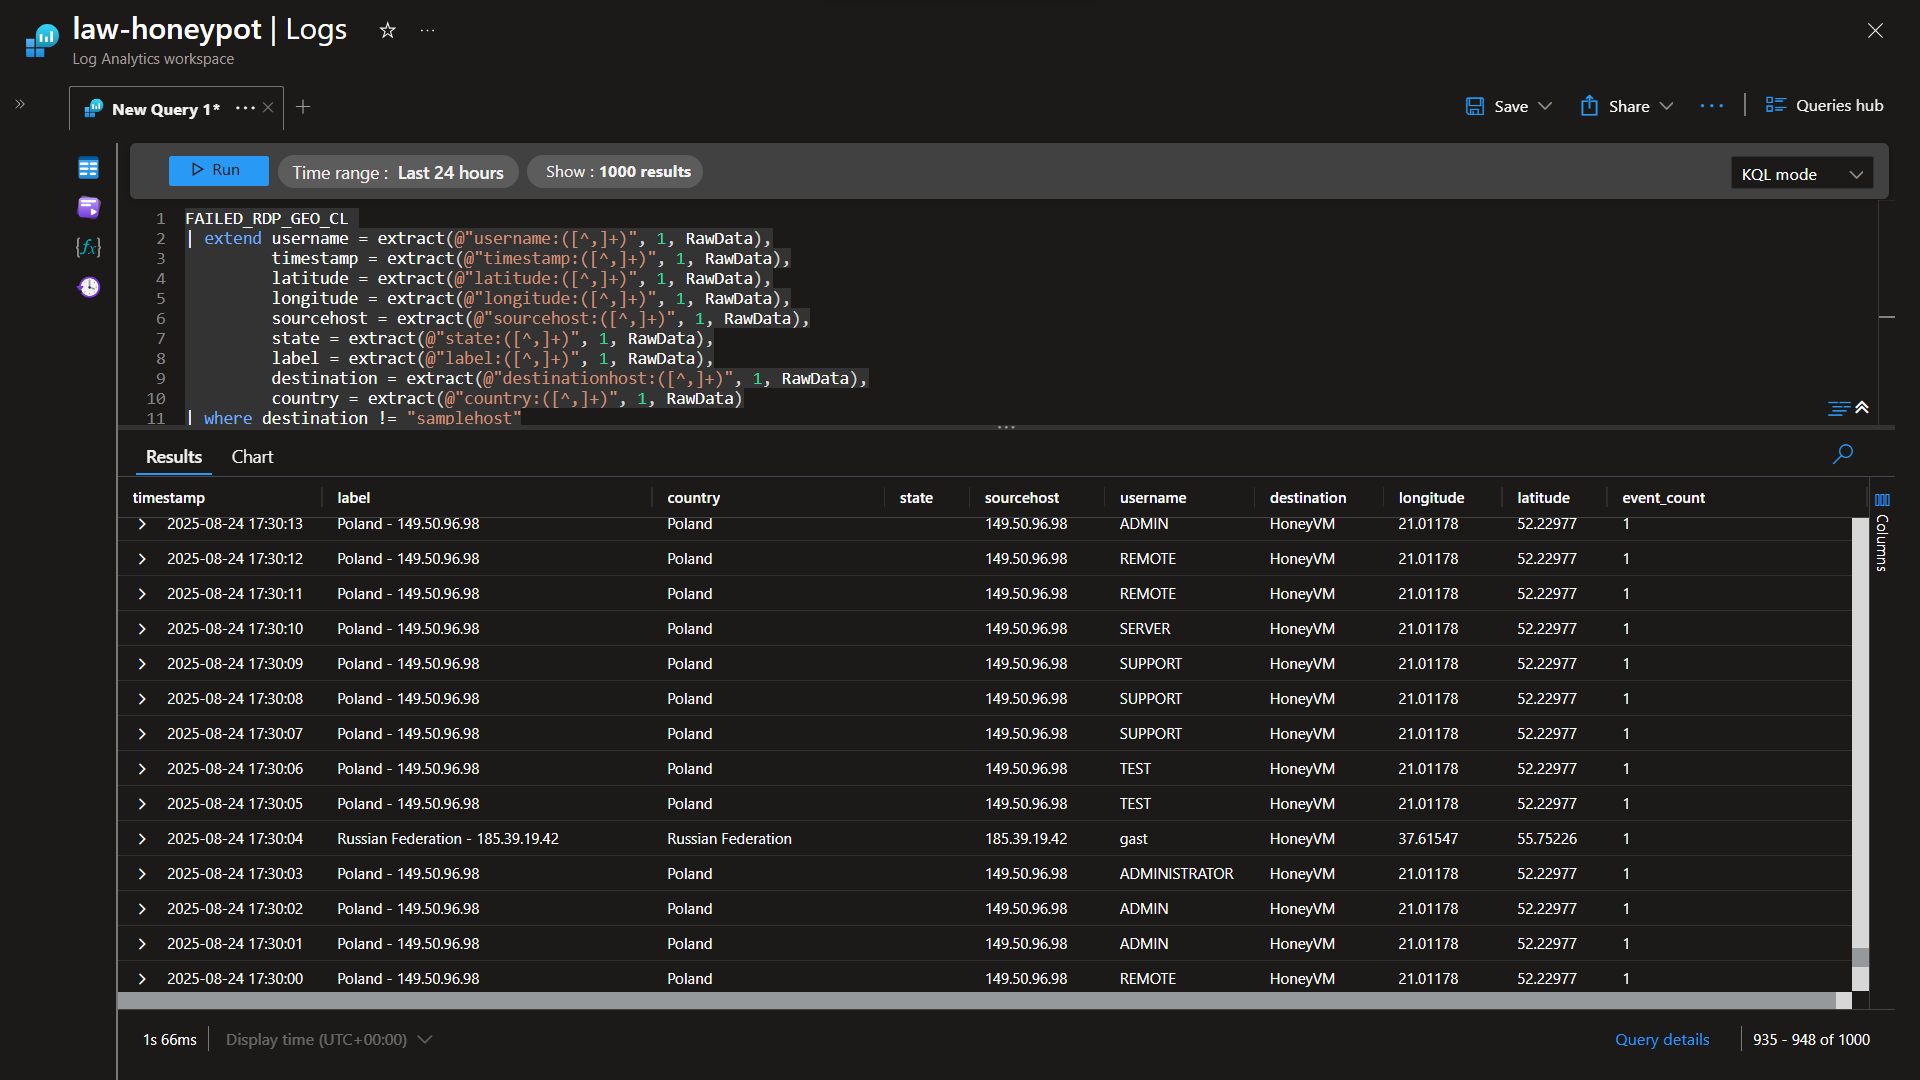 law-honeypot | Logs
Log Analytics workspace
New Query 1*
Save
Share
Queries hub
Run
Time range : Last 24 hours
Show : 1000 results
KQL mode
1 FAILED_RDP_GEO_CL
2 | extend username = extract(@"username:([^,]+)", 1, RawData),
3 timestamp = extract(@"timestamp:([^,]+)", 1, RawData),
4 latitude = extract(@"latitude:([^,]+)", 1, RawData),
5 longitude = extract(@"longitude:([^,]+)", 1, RawData),
6 sourcehost = extract(@"sourcehost:([^,]+)", 1, RawData),
7 state = extract(@"state:([^,]+)", 1, RawData),
8 label = extract(@"label:([^,]+)", 1, RawData),
9 destination = extract(@"destinationhost:([^,]+)", 1, RawData),
10 country = extract(@"country:([^,]+)", 1, RawData)
11 | where destination != "samplehost"
Results Chart
timestamp label country state sourcehost username destination longitude latitude event_count
2025-08-24 17:30:13 Poland - 149.50.96.98 Poland 149.50.96.98 ADMIN HoneyVM 21.01178 52.22977 1
2025-08-24 17:30:12 Poland - 149.50.96.98 Poland 149.50.96.98 REMOTE HoneyVM 21.01178 52.22977 1
2025-08-24 17:30:11 Poland - 149.50.96.98 Poland 149.50.96.98 REMOTE HoneyVM 21.01178 52.22977 1
2025-08-24 17:30:10 Poland - 149.50.96.98 Poland 149.50.96.98 SERVER HoneyVM 21.01178 52.22977 1
2025-08-24 17:30:09 Poland - 149.50.96.98 Poland 149.50.96.98 SUPPORT HoneyVM 21.01178 52.22977 1
2025-08-24 17:30:08 Poland - 149.50.96.98 Poland 149.50.96.98 SUPPORT HoneyVM 21.01178 52.22977 1
2025-08-24 17:30:07 Poland - 149.50.96.98 Poland 149.50.96.98 SUPPORT HoneyVM 21.01178 52.22977 1
2025-08-24 17:30:06 Poland - 149.50.96.98 Poland 149.50.96.98 TEST HoneyVM 21.01178 52.22977 1
2025-08-24 17:30:05 Poland - 149.50.96.98 Poland 149.50.96.98 TEST HoneyVM 21.01178 52.22977 1
2025-08-24 17:30:04 Russian Federation - 185.39.19.42 Russian Federation 185.39.19.42 gast HoneyVM 37.61547 55.75226 1
2025-08-24 17:30:03 Poland - 149.50.96.98 Poland 149.50.96.98 ADMINISTRATOR HoneyVM 21.01178 52.22977 1
2025-08-24 17:30:02 Poland - 149.50.96.98 Poland 149.50.96.98 ADMIN HoneyVM 21.01178 52.22977 1
2025-08-24 17:30:01 Poland - 149.50.96.98 Poland 149.50.96.98 ADMIN HoneyVM 21.01178 52.22977 1
2025-08-24 17:30:00 Poland - 149.50.96.98 Poland 149.50.96.98 REMOTE HoneyVM 21.01178 52.22977 1
Columns
1s 66ms
Display time (UTC+00:00)
Query details
935 - 948 of 1000